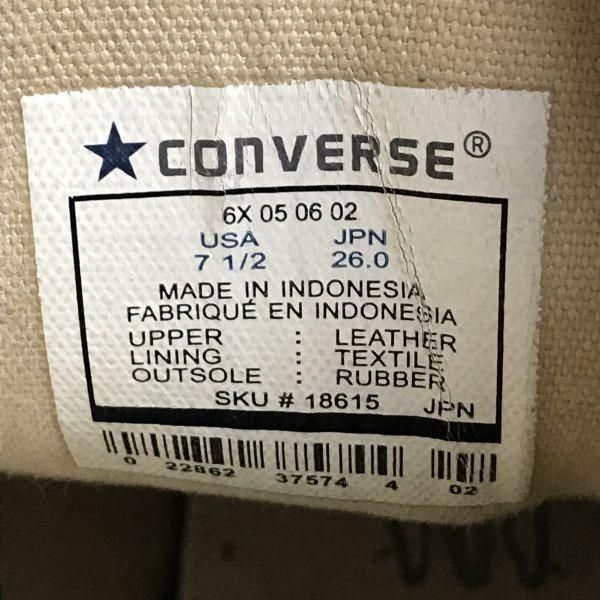 CONVERSE®
6X 05 06 02
USA JPN
7 1/2 26.0
MADE IN INDONESIA
FABRIQUÉ EN INDONESIA
UPPER : LEATHER
LINING : TEXTILE
OUTSOLE : RUBBER
SKU # 18615 JPN
0 22862 37574 4 02